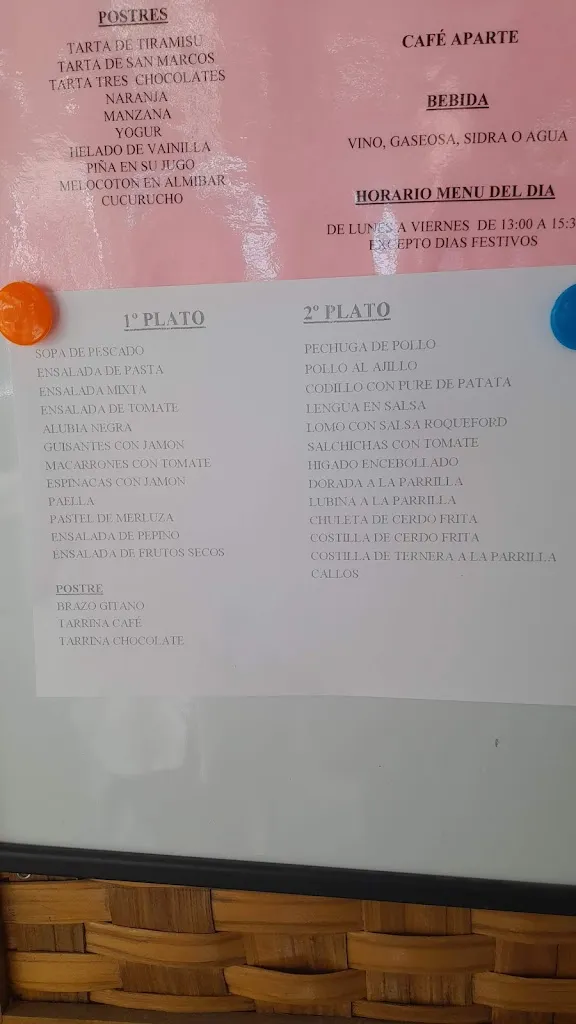 POSTRES
TARTA DE TIRAMISU
TARTA DE SAN MARCOS
TARTA TRES CHOCOLATES
NARANJA
MANZANA
YOGUR
HELADO DE VAINILLA
PIÑA EN SU JUGO
MELOCOTON EN ALMIBAR
CUCURUCHO
CAFÉ APARTE
BEBIDA
VINO, GASEOSA, SIDRA O AGUA
HORARIO MENU DEL DIA
DE LUNES A VIERNES DE 13:00 A 15:3
EXCEPTO DIAS FESTIVOS
1º PLATO
SOPA DE PESCADO
ENSALADA DE PASTA
ENSALADA MIXTA
ENSALADA DE TOMATE
ALUBIA NEGRA
GUISANTES CON JAMON
MACARRONES CON TOMATE
ESPINACAS CON JAMON
PAELLA
PASTEL DE MERLUZA
ENSALADA DE PEPINO
ENSALADA DE FRUTOS SECOS
POSTRE
BRAZO GITANO
TARRINA CAFÉ
TARRINA CHOCOLATE
2º PLATO
PECHUGA DE POLLO
POLLO AL AJILLO
CODILLO CON PURE DE PATATA
LENGUA EN SALSA
LOMO CON SALSA ROQUEFORD
SALCHICHAS CON TOMATE
HIGADO ENCEBOLLADO
DORADA A LA PARRILLA
LUBINA A LA PARRILLA
CHULETA DE CERDO FRITA
COSTILLA DE CERDO FRITA
COSTILLA DE TERNERA A LA PARRILLA
CALLOS